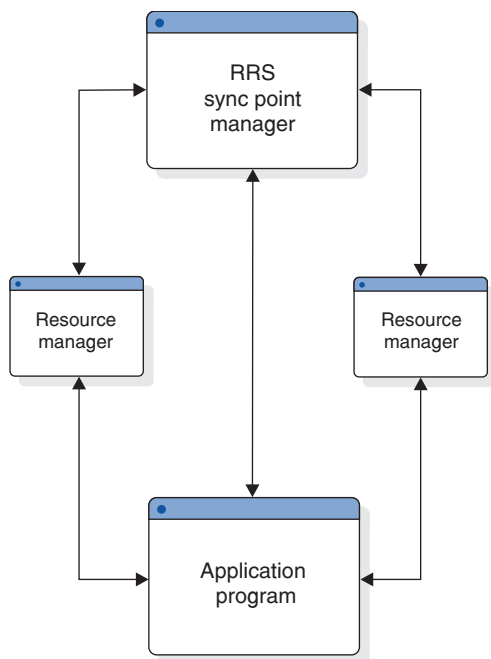 RRS
sync point
manager
Resource
manager
Resource
manager
Application
program